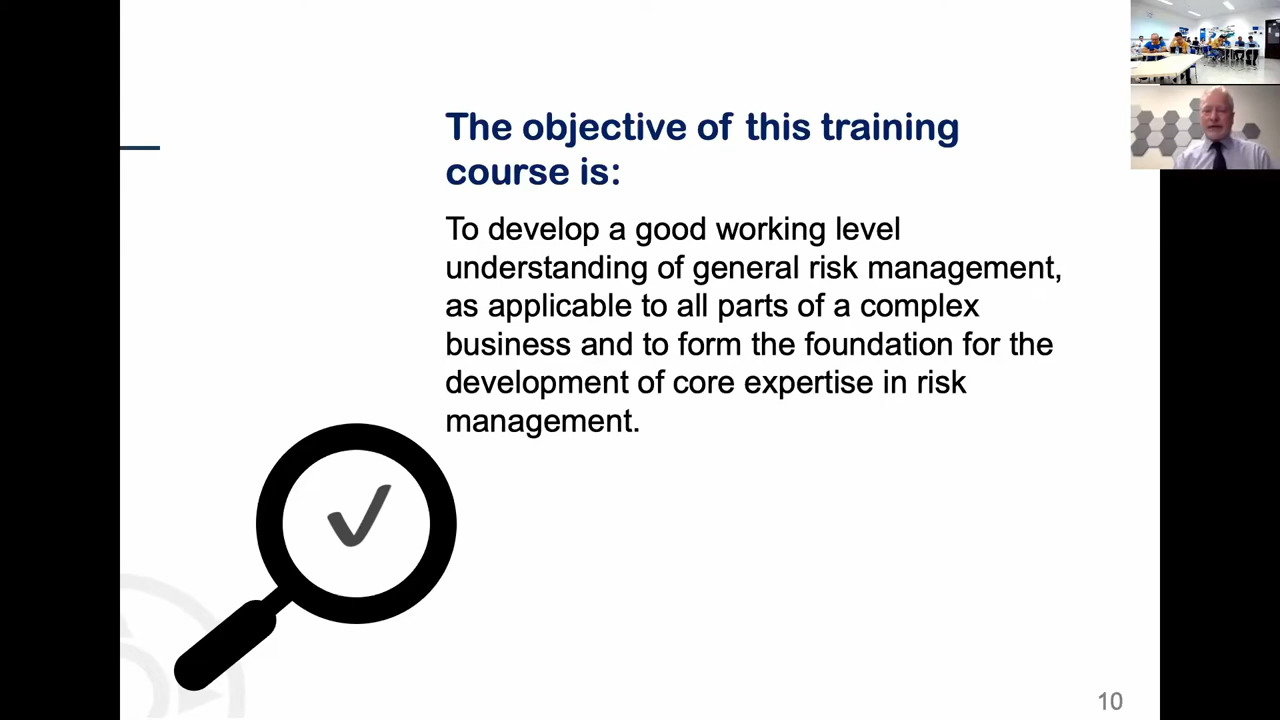 The objective of this training
course is:
To develop a good working level
understanding of general risk management,
as applicable to all parts of a complex
business and to form the foundation for the
development of core expertise in risk
management.
10